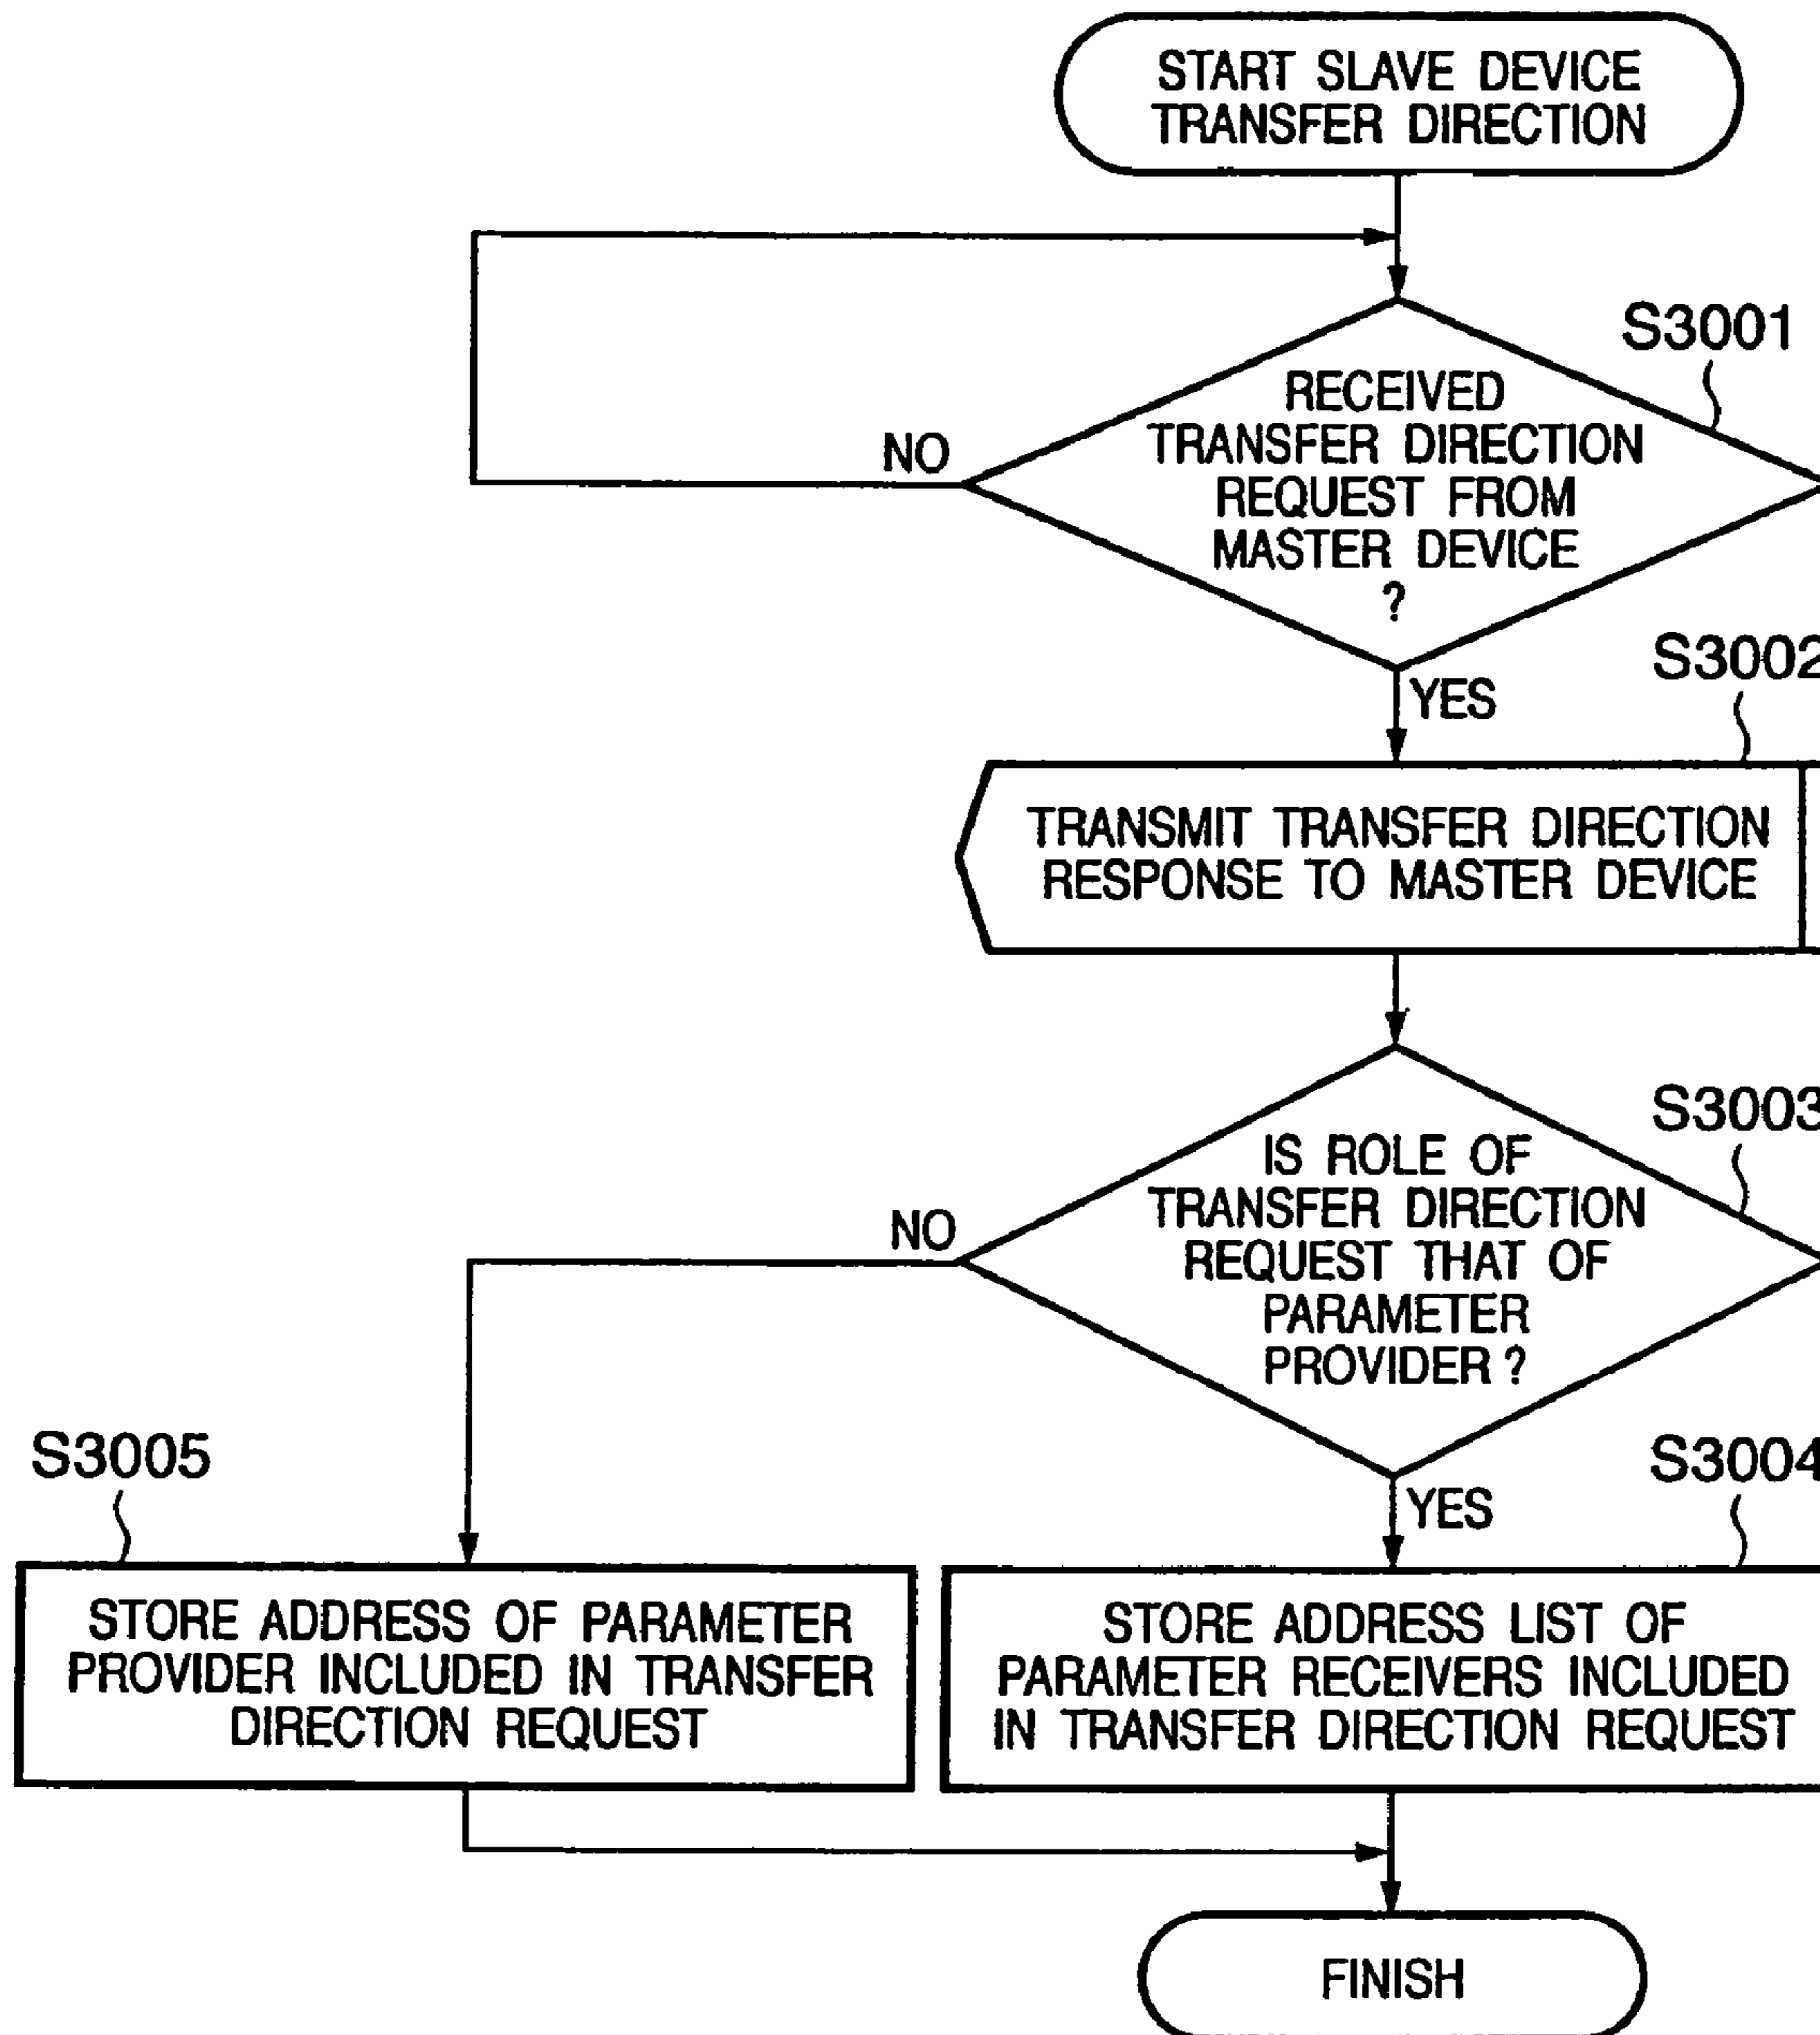 START SLAVE DEVICE
TRANSFER DIRECTION
S3001
RECEIVED
TRANSFER DIRECTION
REQUEST FROM
MASTER DEVICE
?
NO
YES
S3002
TRANSMIT TRANSFER DIRECTION
RESPONSE TO MASTER DEVICE
S3003
IS ROLE OF
TRANSFER DIRECTION
REQUEST THAT OF
PARAMETER
PROVIDER ?
NO
YES
S3005
STORE ADDRESS OF PARAMETER
PROVIDER INCLUDED IN TRANSFER
DIRECTION REQUEST
S3004
STORE ADDRESS LIST OF
PARAMETER RECEIVERS INCLUDED
IN TRANSFER DIRECTION REQUEST
FINISH